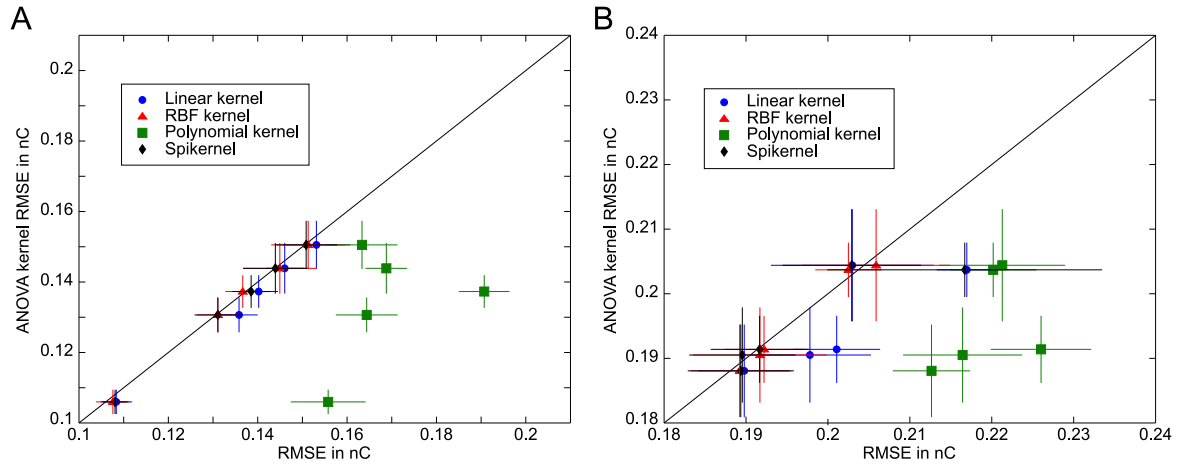 A
ANOVA kernel RMSE in nC
0.2
0.18
0.16
0.14
0.12
0.1
Linear kernel
RBF kernel
Polynomial kernel
Spikernel
0.1
0.12
0.14
0.16
0.18
0.2
RMSE in nC
B
ANOVA kernel RMSE in nC
0.24
0.23
0.22
0.21
0.2
0.19
0.18
Linear kernel
RBF kernel
Polynomial kernel
Spikernel
0.18
0.19
0.2
0.21
0.22
0.23
0.24
RMSE in nC